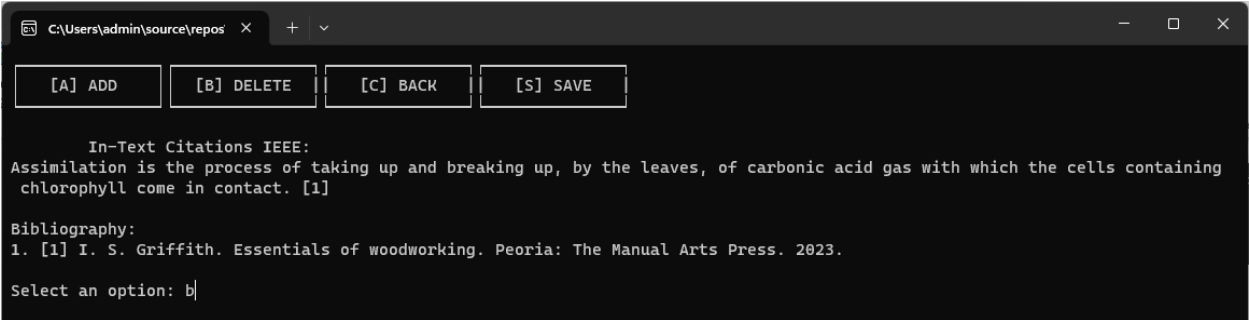 C:\Users\admin\source\repos'
[A] ADD [B] DELETE [C] BACK [S] SAVE
In-Text Citations IEEE:
Assimilation is the process of taking up and breaking up, by the leaves, of carbonic acid gas with which the cells containing
chlorophyll come in contact. [1]
Bibliography:
1. [1] I. S. Griffith. Essentials of woodworking. Peoria: The Manual Arts Press. 2023.
Select an option: b